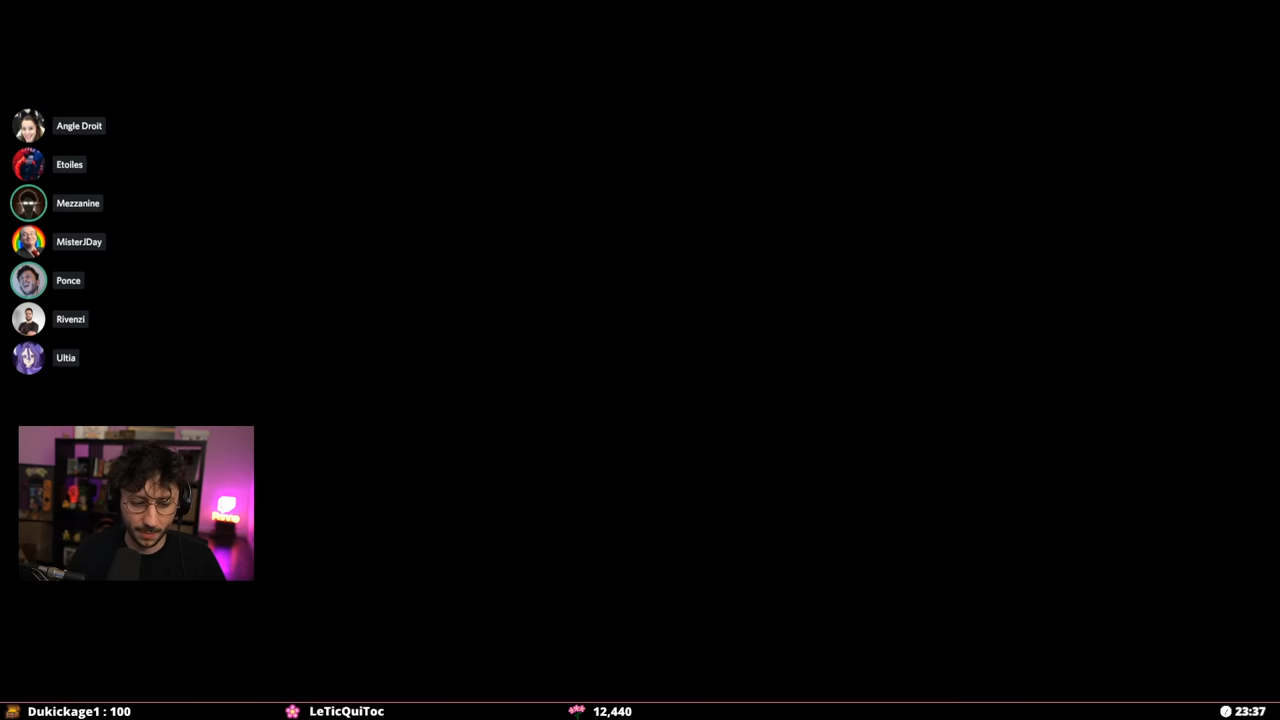 Angle Droit
Etoiles
Mezzanine
MisterJDay
Ponce
Rivenzi
Ultia
Dukickage1 : 100
LeTicQuiToc
12,440
23:37